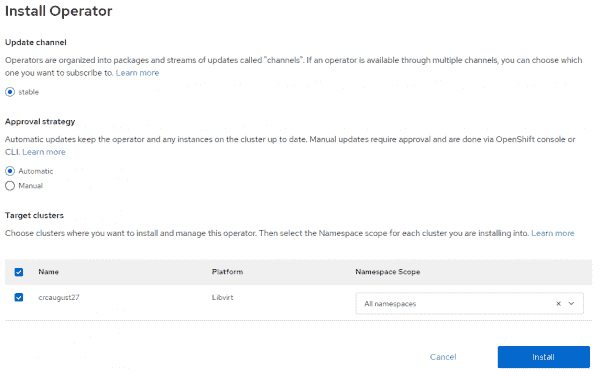 Install Operator
Update channel
Operators are organized into packages and streams of updates called "channels". If an operator is available through multiple channels, you can choose which
one you want to subscribe to. Learn more
stable
Approval strategy
Automatic updates keep the operator and any instances on the cluster up to date. Manual updates require approval and are done via OpenShift console or
CLI. Learn more
Automatic
Manual
Target clusters
Choose clusters where you want to install and manage this operator. Then select the Namespace scope for each cluster you are installing into. Learn more
Name Platform Namespace Scope
crcaugust27 Libvirt All namespaces
Cancel Install